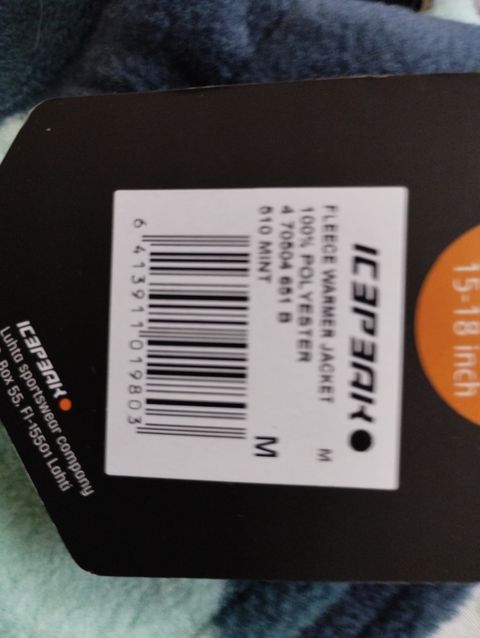 ICEPEAK
FLEECE WARMER JACKET M
100% POLYESTER
4 70504 651 B
510 MINT
M
6 413911 019803
15-18 inch
ICEPEAK
Luhta sportswear company
Box 55, FI-15501 Lahti